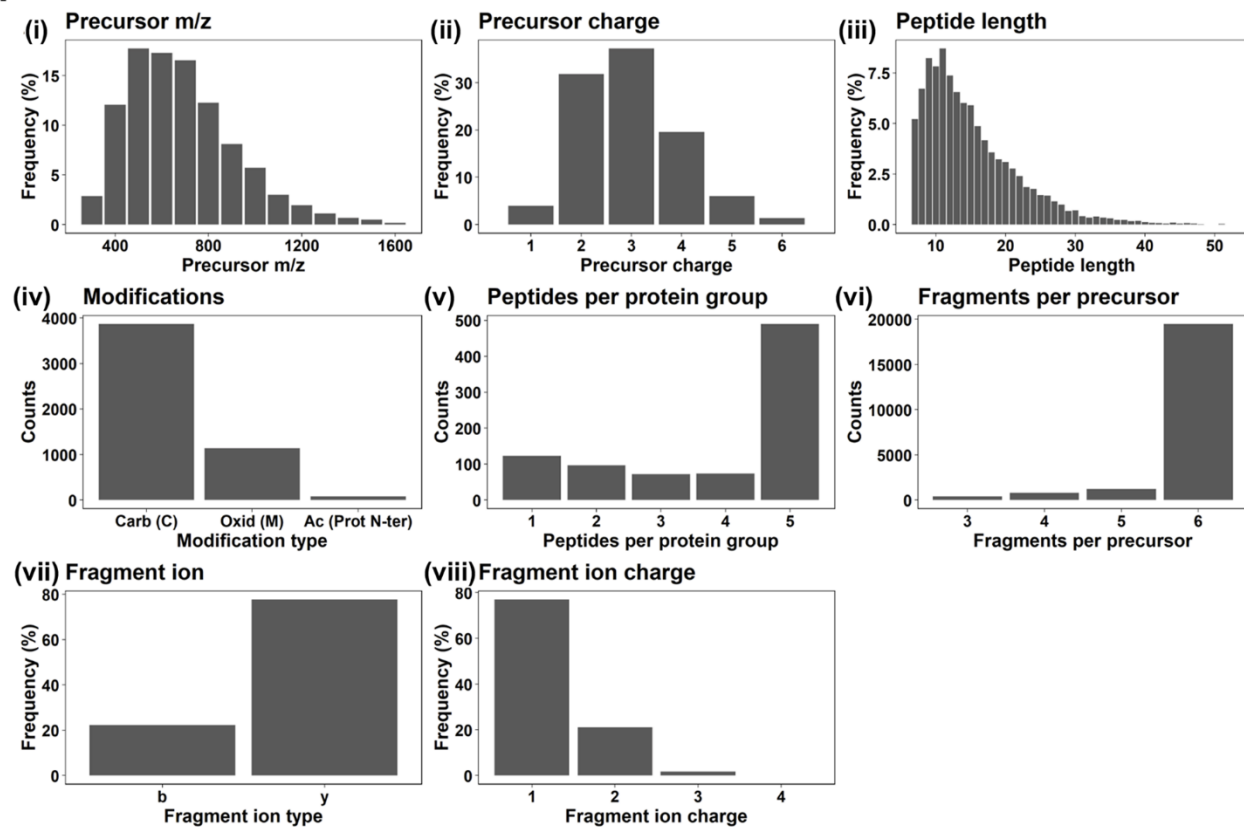 (i) Precursor m/z
Frequency (%)
15
10
5
0
400 800 1200 1600
Precursor m/z
(ii) Precursor charge
Frequency (%)
30
20
10
0
1 2 3 4 5 6
Precursor charge
(iii) Peptide length
Frequency (%)
7.5
5.0
2.5
0.0
10 20 30 40 50
Peptide length
(iv) Modifications
Counts
4000
3000
2000
1000
0
Carb (C) Oxid (M) Ac (Prot N-ter)
Modification type
(v) Peptides per protein group
Counts
500
400
300
200
100
0
1 2 3 4 5
Peptides per protein group
(vi) Fragments per precursor
Counts
20000
15000
10000
5000
0
3 4 5 6
Fragments per precursor
(vii) Fragment ion
Frequency (%)
80
60
40
20
0
b y
Fragment ion type
(viii) Fragment ion charge
Frequency (%)
80
60
40
20
0
1 2 3 4
Fragment ion charge